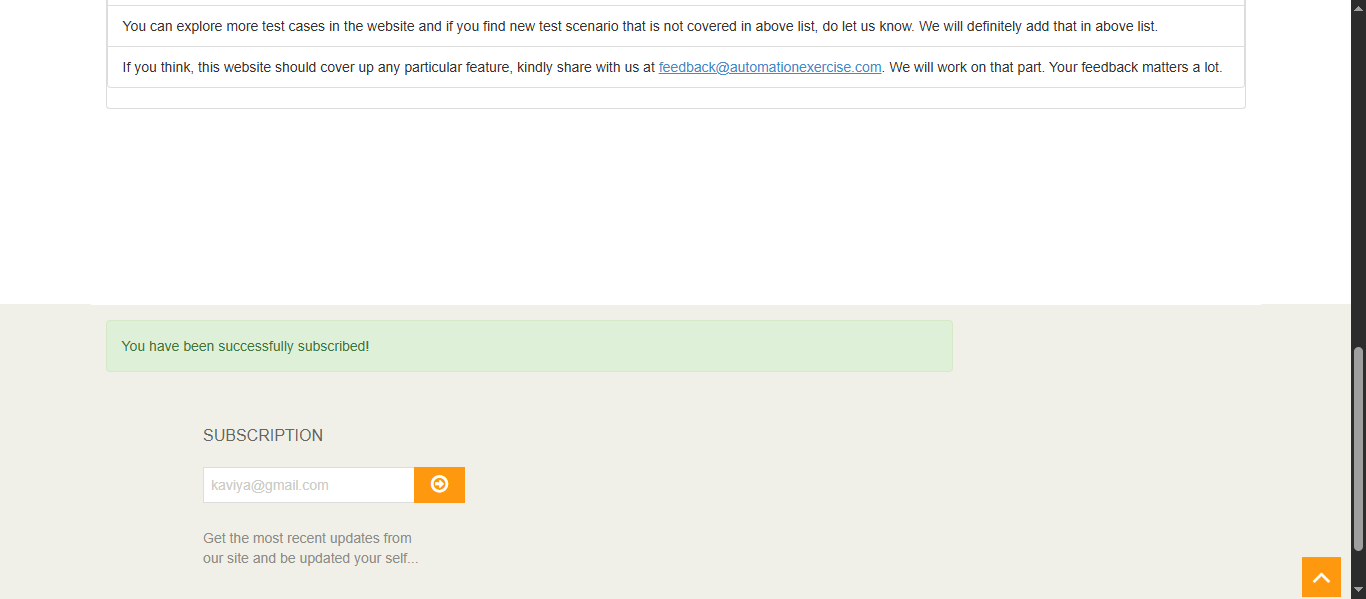 You can explore more test cases in the website and if you find new test scenario that is not covered in above list, do let us know. We will definitely add that in above list.
If you think, this website should cover up any particular feature, kindly share with us at feedback@automationexercise.com. We will work on that part. Your feedback matters a lot.
You have been successfully subscribed!
SUBSCRIPTION
kaviya@gmail.com
Get the most recent updates from
our site and be updated your self...